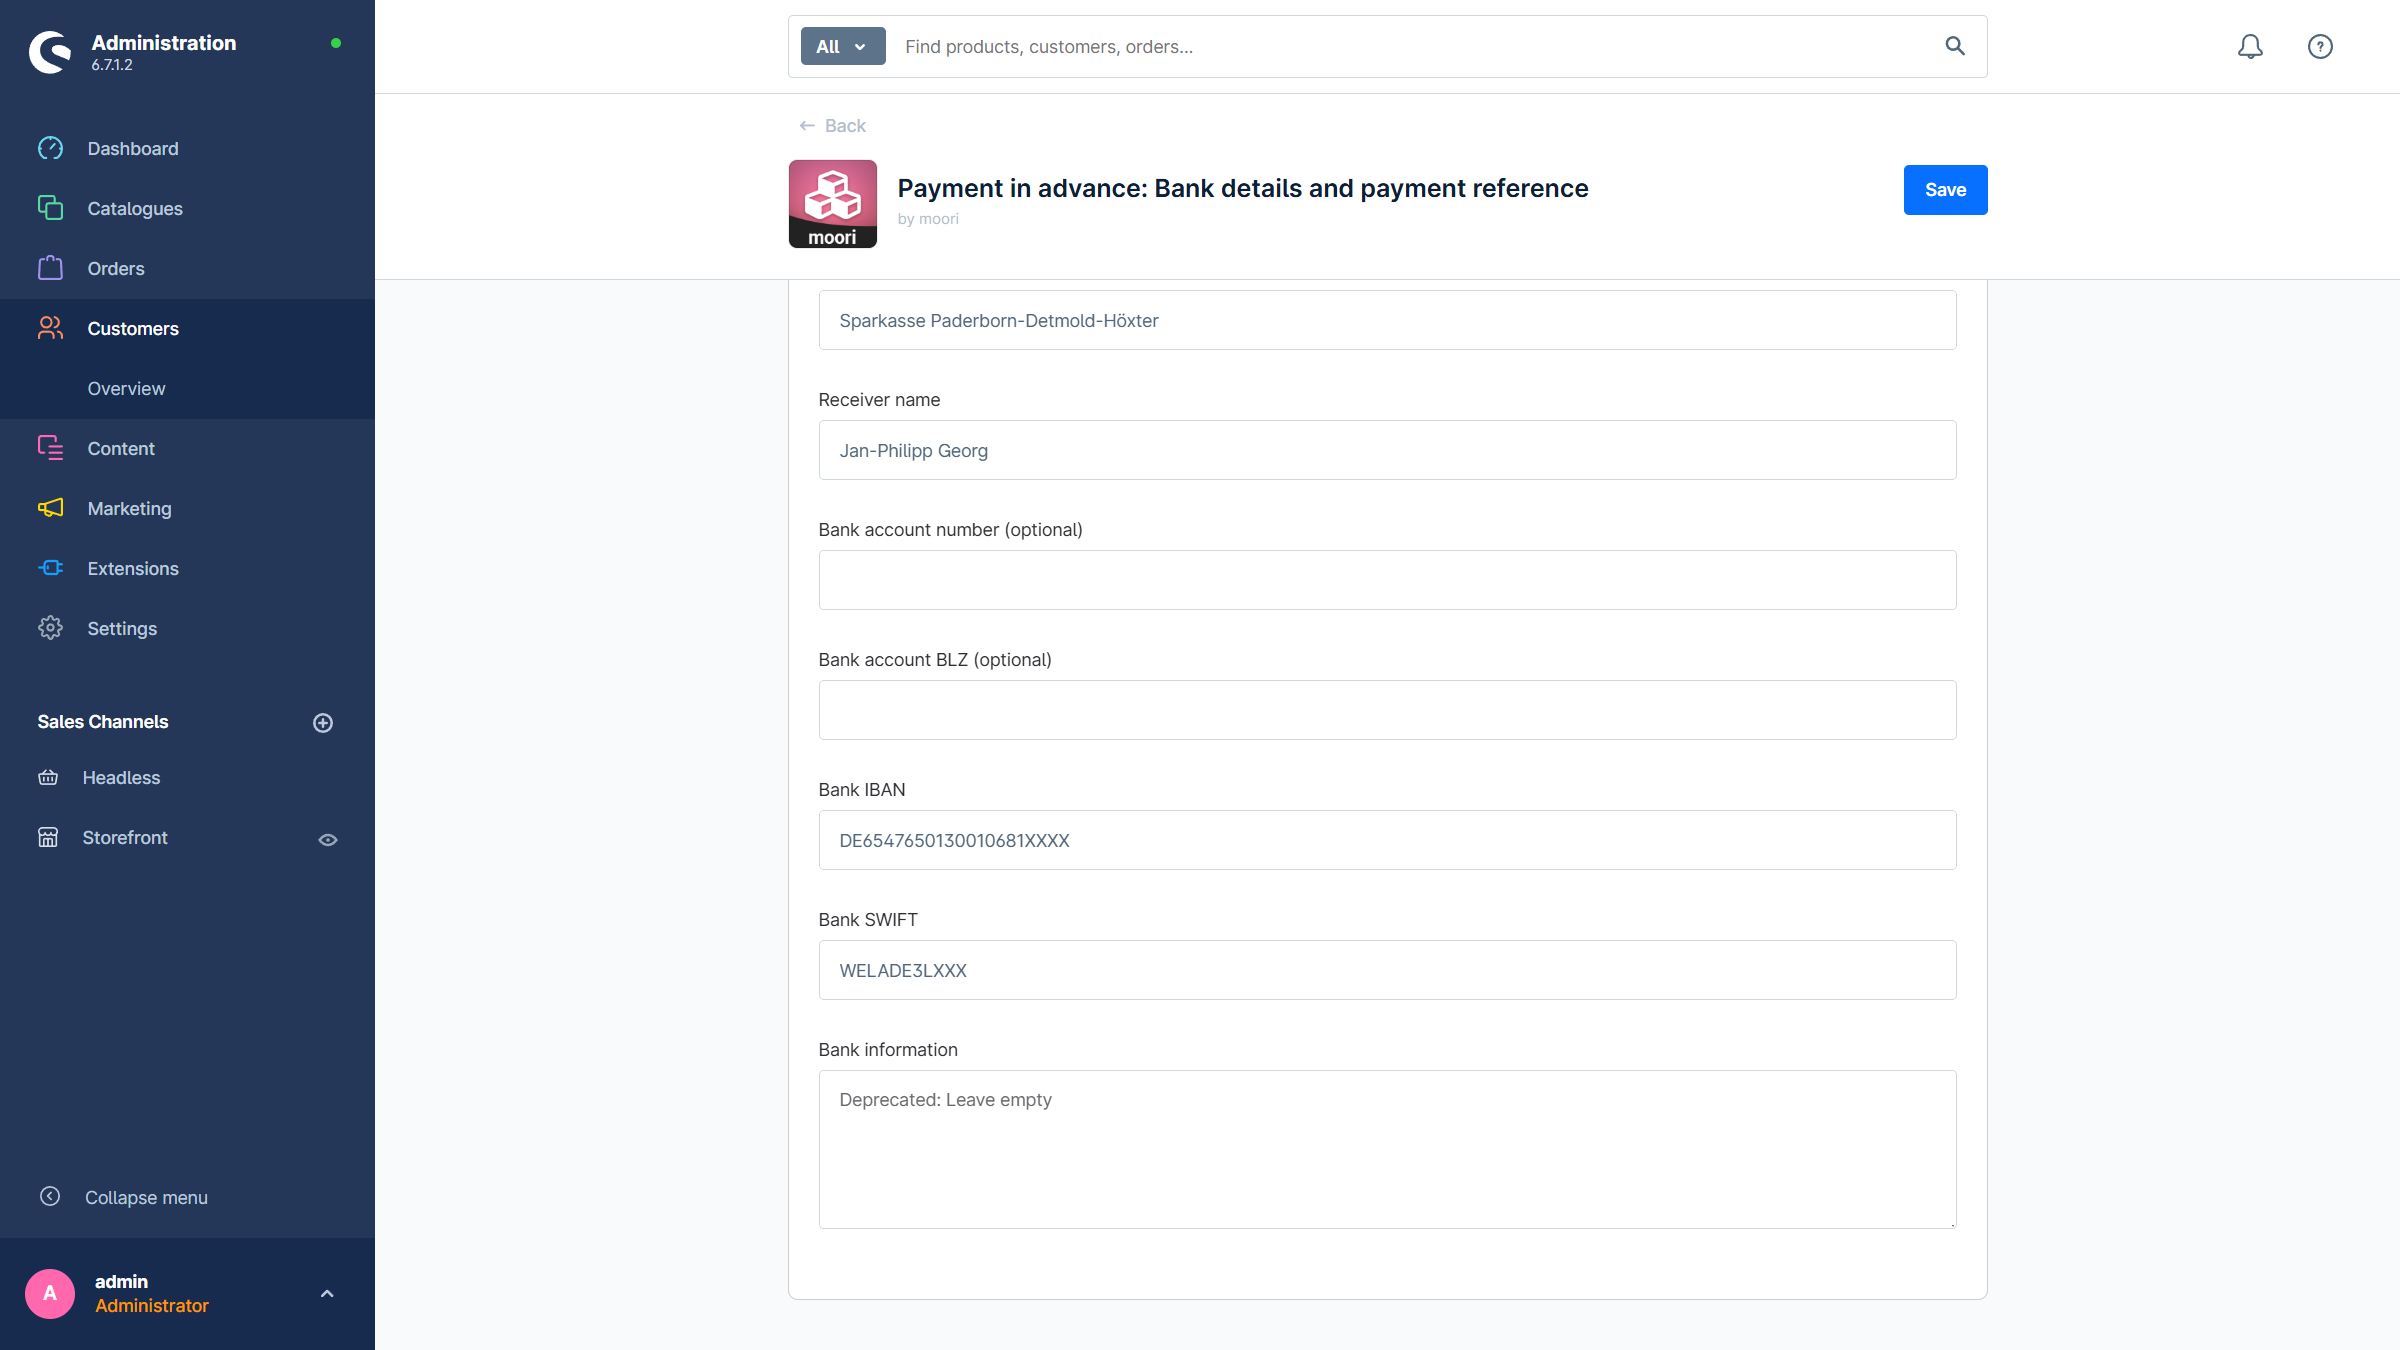 Administration
6.7.1.2
Dashboard
Catalogues
Orders
Customers
Overview
Content
Marketing
Extensions
Settings
Sales Channels
Headless
Storefront
Collapse menu
A
admin
Administrator
All
Find products, customers, orders...
Back
moori
Payment in advance: Bank details and payment reference
by moori
Save
Sparkasse Paderborn-Detmold-Höxter
Receiver name
Jan-Philipp Georg
Bank account number (optional)
Bank account BLZ (optional)
Bank IBAN
DE6547650130010681XXXX
Bank SWIFT
WELADE3LXXX
Bank information
Deprecated: Leave empty